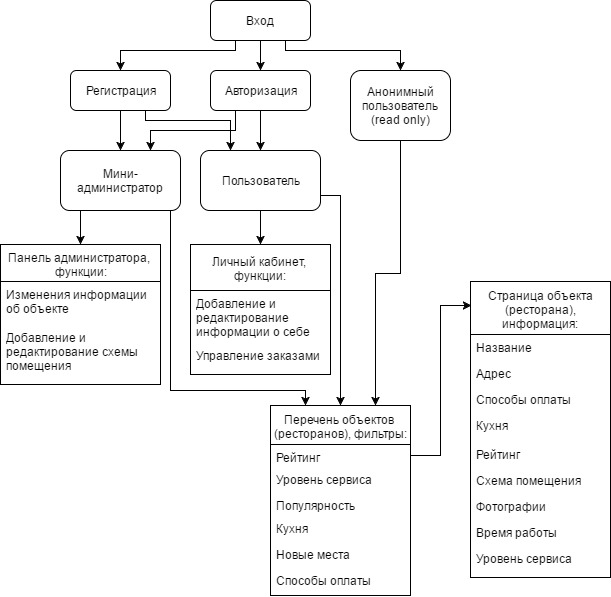 Вход
Регистрация
Авторизация
Анонимный
пользователь
(read only)
Мини-
администратор
Пользователь
Панель администратора,
функции:
Изменения информации
об объекте
Добавление и
редактирование схемы
помещения
Личный кабинет,
функции:
Добавление и
редактирование
информации о себе
Управление заказами
Перечень объектов
(ресторанов), фильтры:
Рейтинг
Уровень сервиса
Популярность
Кухня
Новые места
Способы оплаты
Страница объекта
(ресторана),
информация:
Название
Адрес
Способы оплаты
Кухня
Рейтинг
Схема помещения
Фотографии
Время работы
Уровень сервиса